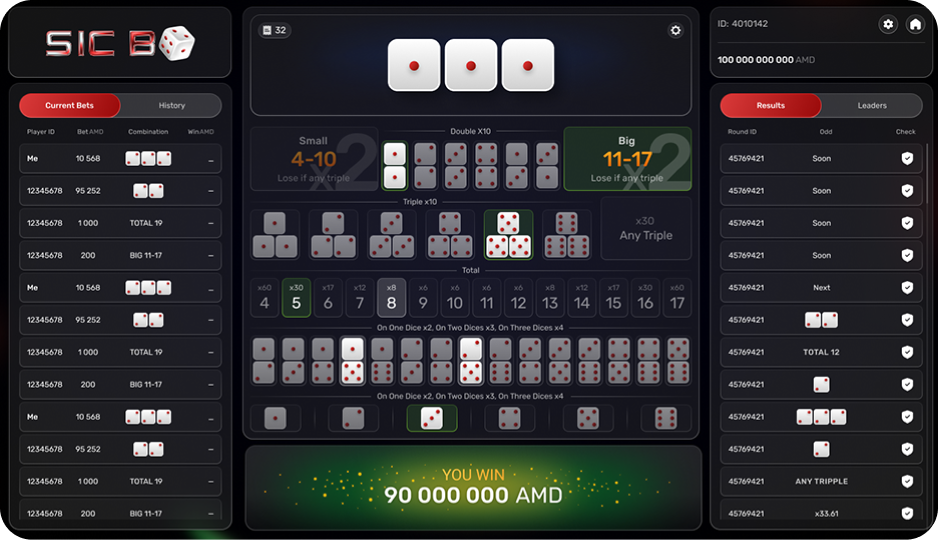 SIC B
Current Bets History
Player ID Bet AMD Combination Win AMD
Me 10 568 –
12345678 95 252 –
12345678 1 000 TOTAL 19 –
12345678 200 BIG 11-17 –
Me 10 568 –
12345678 95 252 –
12345678 1 000 TOTAL 19 –
12345678 200 BIG 11-17 –
Me 10 568 –
12345678 95 252 –
12345678 1 000 TOTAL 19 –
12345678 200 BIG 11-17 –
32
Small
4-10
x2
Lose if any triple
Double X10
Big
11-17
x2
Lose if any triple
Triple x10
x30
Any Triple
Total
x60 x30 x17 x12 x8 x6 x6 x6 x6 x8 x12 x17 x30 x60
4 5 6 7 8 9 10 11 12 13 14 15 16 17
On One Dice x2, On Two Dices x3, On Three Dices x4
On One Dice x2, On Two Dices x3, On Three Dices x4
YOU WIN
90 000 000 AMD
ID: 4010142
100 000 000 000 AMD
Results Leaders
Round ID Odd Check
45769421 Soon
45769421 Soon
45769421 Soon
45769421 Soon
45769421 Next
45769421
45769421 TOTAL 12
45769421
45769421
45769421
45769421 ANY TRIPPLE
45769421 x33.61